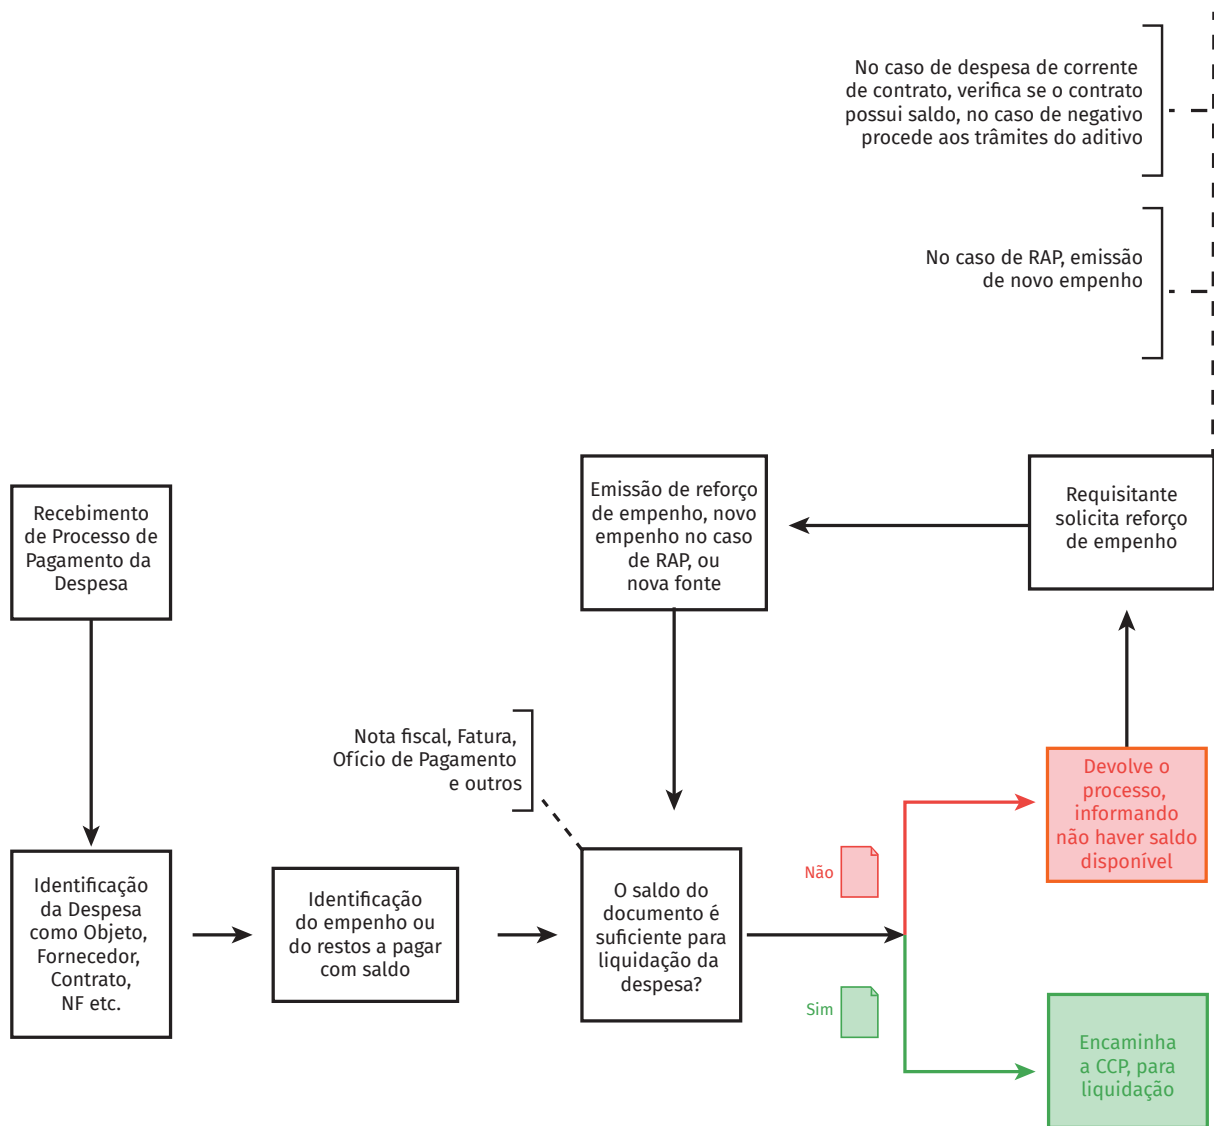 No caso de despesa de corrente
de contrato, verifica se o contrato
possui saldo, no caso de negativo
procede aos trâmites do aditivo
No caso de RAP, emissão
de novo empenho
Recebimento
de Processo de
Pagamento da
Despesa
Emissão de reforço
de empenho, novo
empenho no caso
de RAP, ou
nova fonte
Requisitante
solicita reforço
de empenho
Nota fiscal, Fatura,
Ofício de Pagamento
e outros
Identificação
da Despesa
como Objeto,
Fornecedor,
Contrato,
NF etc.
Identificação
do empenho ou
do restos a pagar
com saldo
O saldo do
documento é
suficiente para
liquidação da
despesa?
Não
Devolve o
processo,
informando
não haver saldo
disponível
Sim
Encaminha
a CCP, para
liquidação